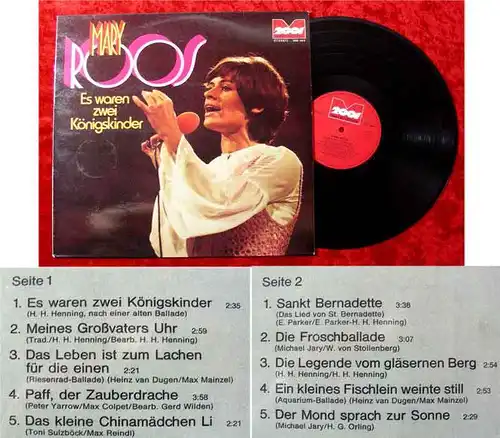 MARY
ROOS
Es waren
zwei
Königskinder
2001
2001
Seite 1
1. Es waren zwei Königskinder 2:35
(H. H. Henning, nach einer alten Ballade)
2. Meines Großvaters Uhr 2:59
(Trad./H. H. Henning/Bearb. H. H. Henning)
3. Das Leben ist zum Lachen
für die einen 2:21
(Riesenrad-Ballade) (Heinz van Dugen/Max Mainzel)
4. Paff, der Zauberdrache 3:58
(Peter Yarrow/Max Colpet/Bearb. Gerd Wilden)
5. Das kleine Chinamädchen Li 2:21
(Toni Sulzböck/Max Reindl)
Seite 2
1. Sankt Bernadette 3:38
(Das Lied von St. Bernadette)
(E. Parker/E. Parker-H. H. Henning)
2. Die Froschballade 3:07
(Michael Jary/W. von Stollenberg)
3. Die Legende vom gläsernen Berg 2:54
(H. H. Henning/H. H. Henning)
4. Ein kleines Fischlein weinte still 2:53
(Aquarium-Ballade) (Heinz van Dugen/Max Mainzel)
5. Der Mond sprach zur Sonne 2:29
(Michael Jary/H. G. Orling)